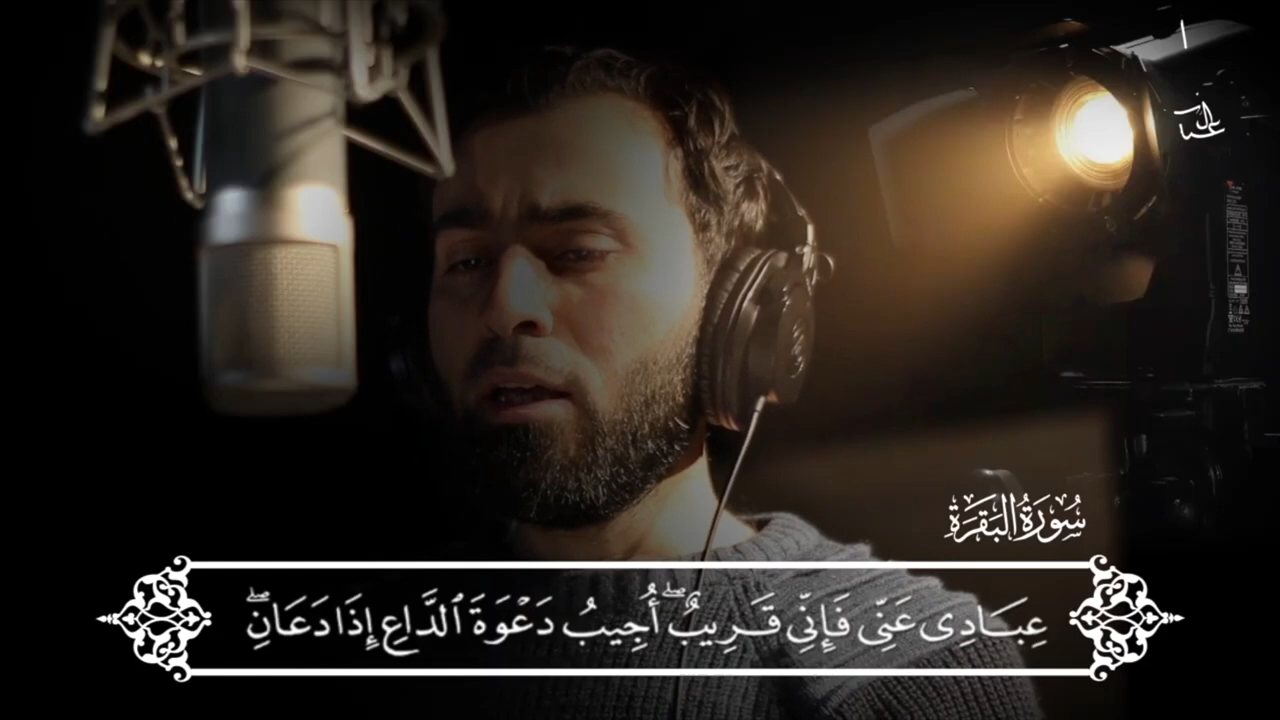 سُورَةُ البَقَرَةِ
عِبَادِى عَنِّى فَإِنِّى قَرِيبٌ ۖ أُجِيبُ دَعْوَةَ ٱلدَّاعِ إِذَا دَعَانِ ۖ